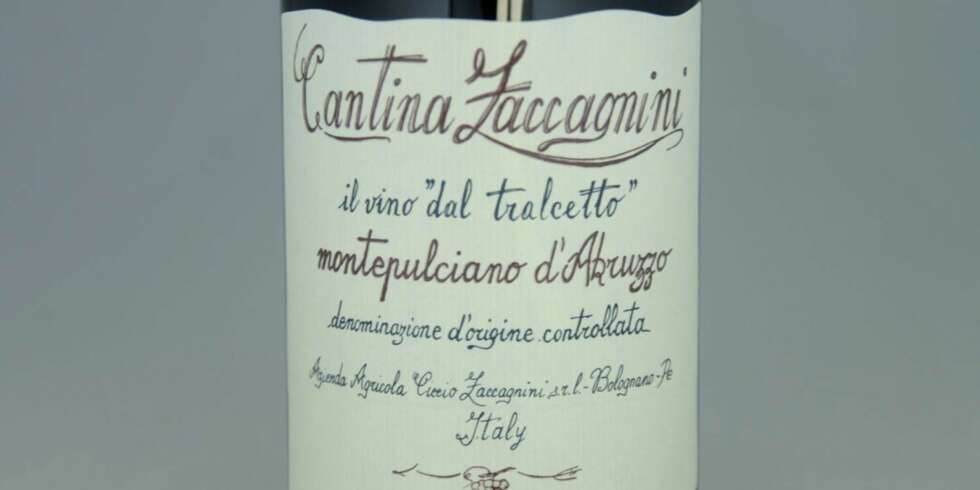 Cantina Zaccagnini
il vino "dal tralcetto"
montepulciano d'Abruzzo
denominazione d'origine controllata
Azienda Agricola "Ciccio Zaccagnini" s.r.l. - Bolognano - Pe
Italy